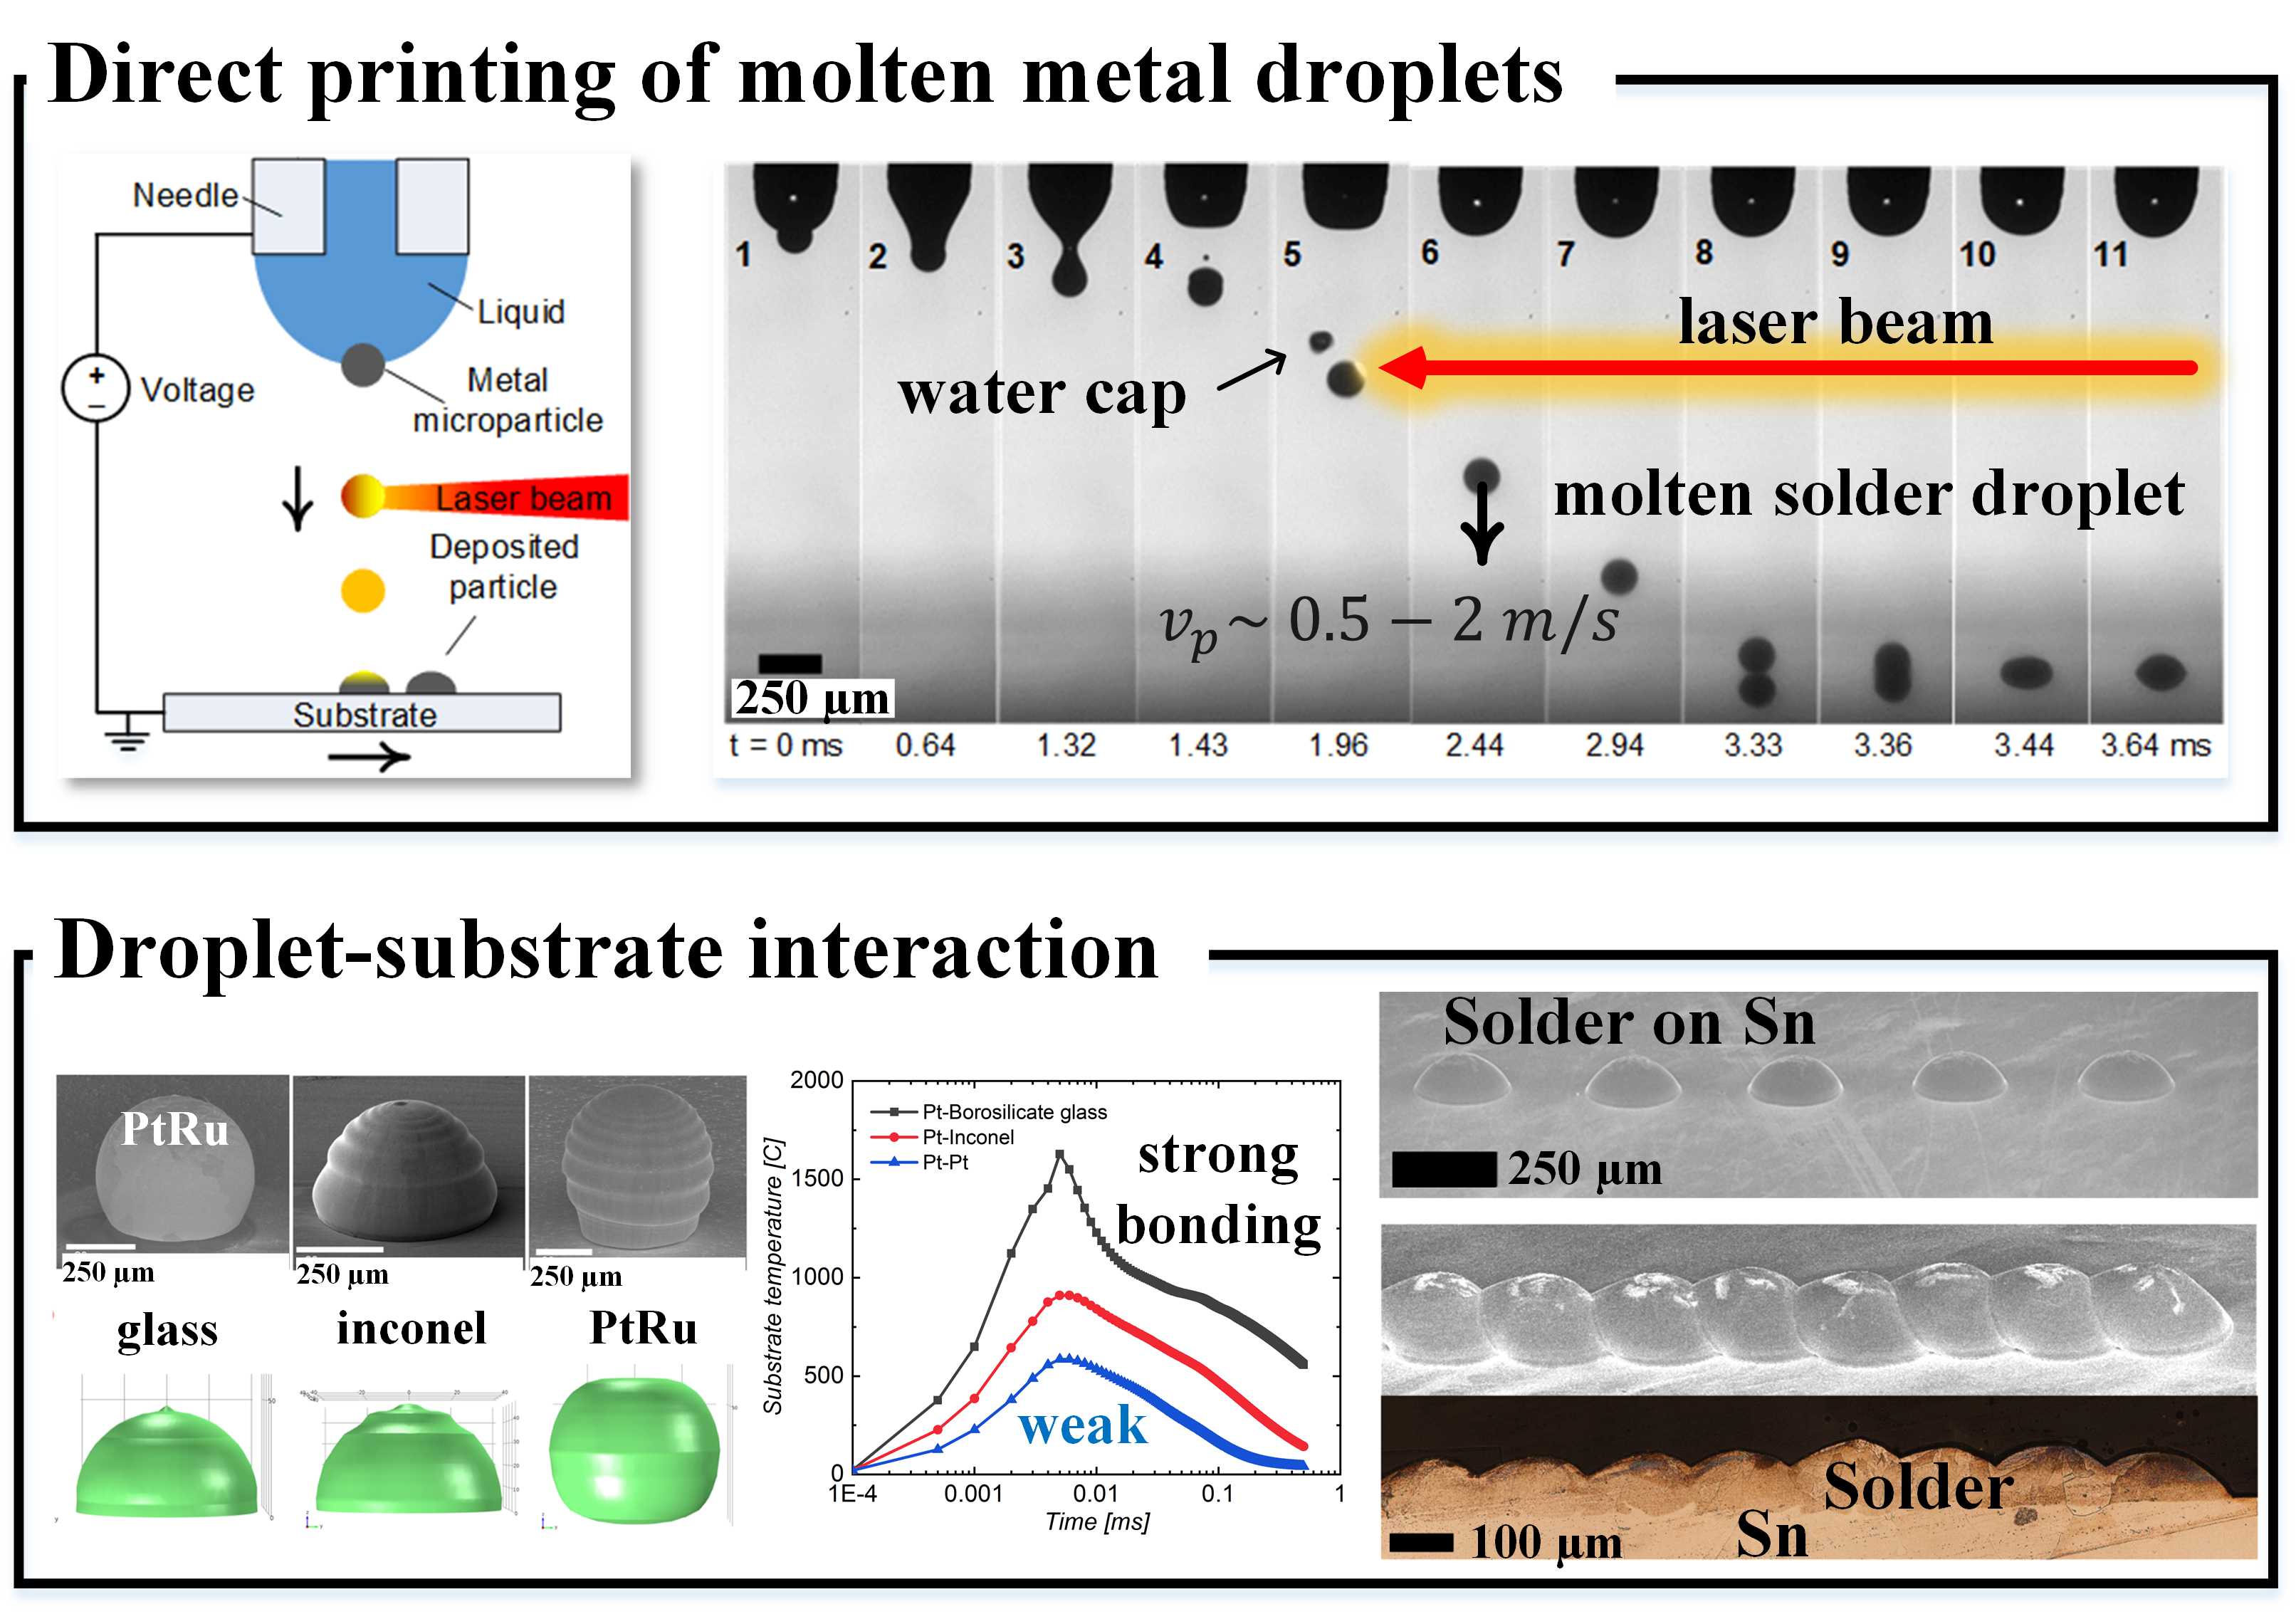 Direct printing of molten metal droplets
Needle
Liquid
Metal
microparticle
+
−
Voltage
Laser beam
Deposited
particle
Substrate
1
2
3
4
5
6
7
8
9
10
11
laser beam
water cap
molten solder droplet
vₚ~ 0.5 − 2 m/s
250 μm
t = 0 ms
0.64
1.32
1.43
1.96
2.44
2.94
3.33
3.36
3.44
3.64 ms
Droplet-substrate interaction
PtRu
250 μm
250 μm
250 μm
glass
inconel
PtRu
2000
1500
1000
500
0
Substrate temperature [C]
Pt-Borosilicate glass
Pt-Inconel
Pt-Pt
strong
bonding
weak
1E-4
0.001
0.01
0.1
1
Time [ms]
Solder on Sn
250 μm
Solder
Sn
100 μm